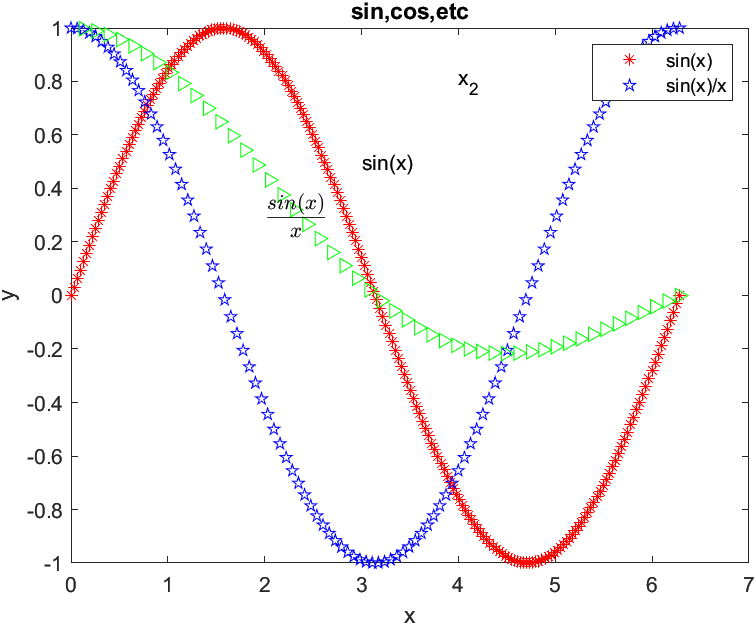 sin,cos,etc
1
0.8
0.6
0.4
0.2
0
-0.2
-0.4
-0.6
-0.8
-1
y
sin(x)
sin(x)/x
x₂
sin(x)
sin(x)
x
0 1 2 3 4 5 6 7
x